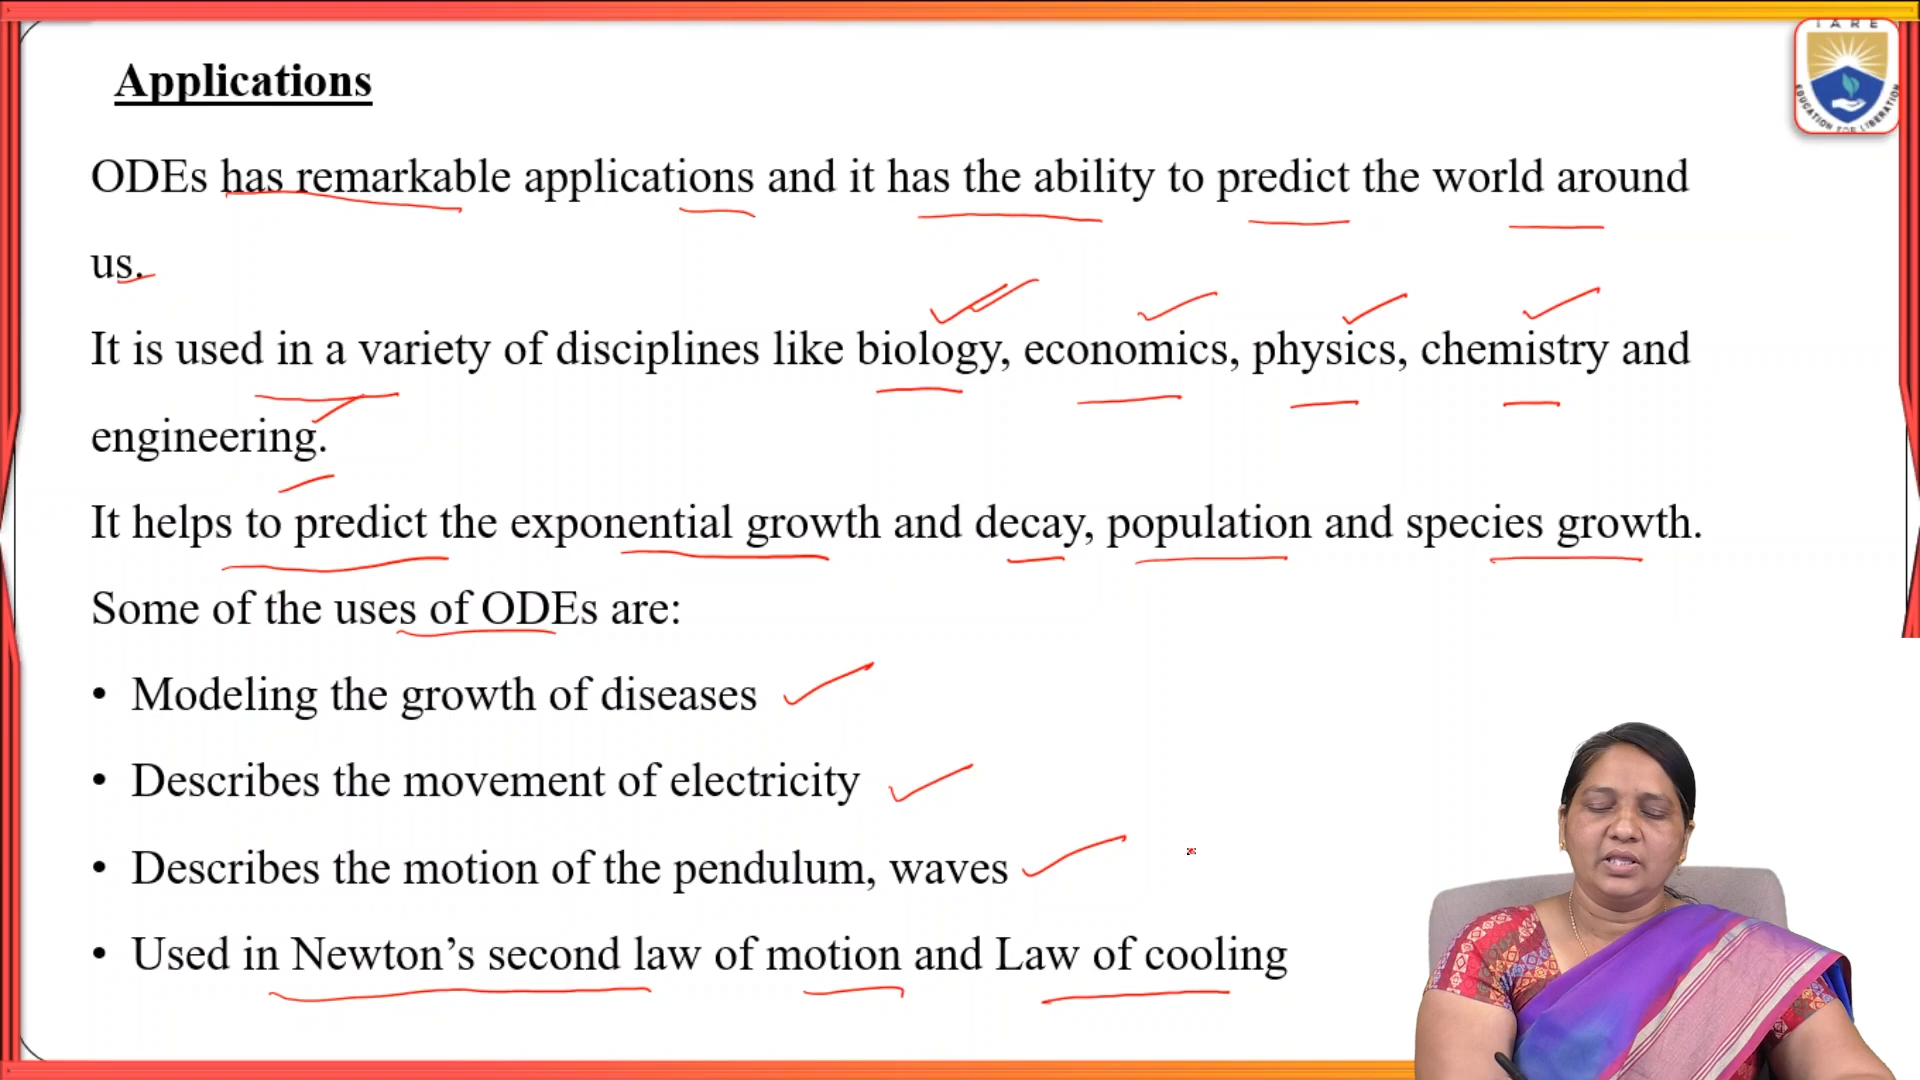 IARE
EDUCATION FOR LIBERATION
Applications
ODEs has remarkable applications and it has the ability to predict the world around
us.
It is used in a variety of disciplines like biology, economics, physics, chemistry and
engineering.
It helps to predict the exponential growth and decay, population and species growth.
Some of the uses of ODEs are:
• Modeling the growth of diseases
• Describes the movement of electricity
• Describes the motion of the pendulum, waves
• Used in Newton’s second law of motion and Law of cooling